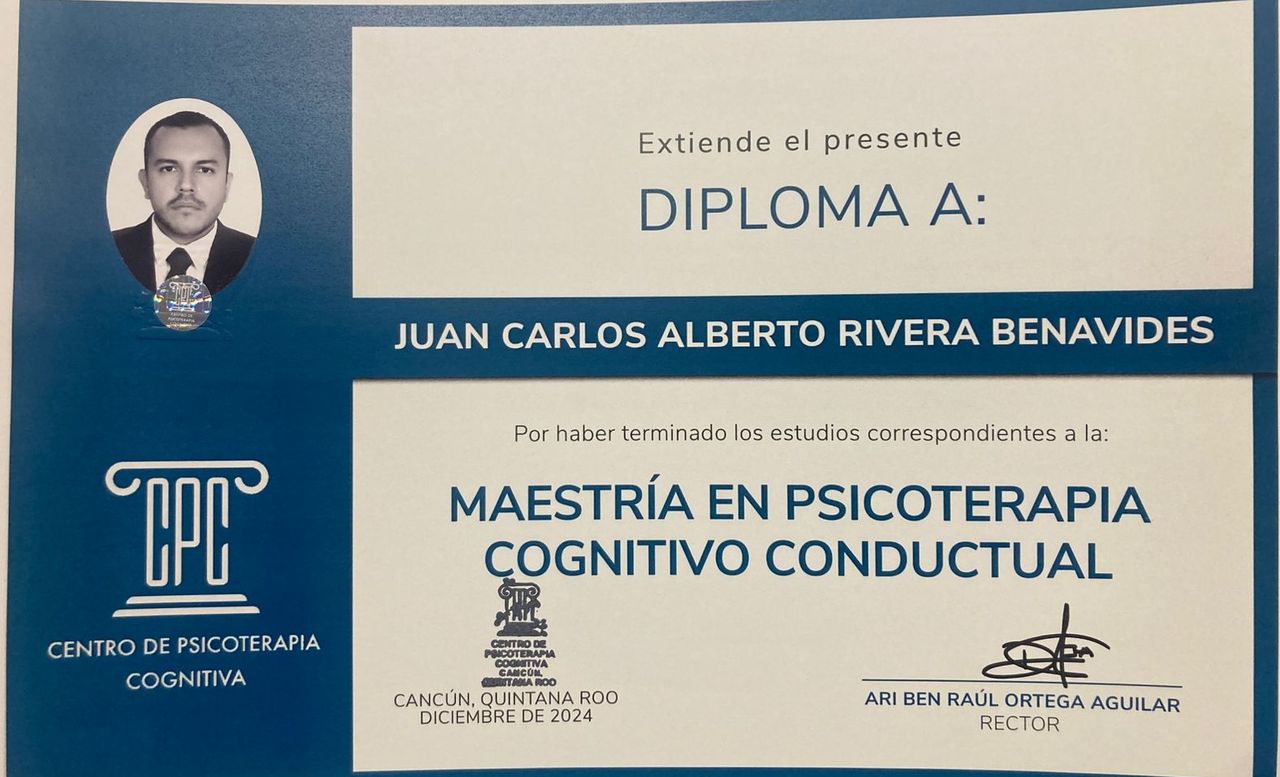 Extiende el presente
DIPLOMA A:
JUAN CARLOS ALBERTO RIVERA BENAVIDES
Por haber terminado los estudios correspondientes a la:
MAESTRÍA EN PSICOTERAPIA
COGNITIVO CONDUCTUAL
CPC
CENTRO DE PSICOTERAPIA
COGNITIVA
CENTRO DE
PSICOTERAPIA
COGNITIVA
CANCÚN,
QUINTANA ROO
CANCÚN, QUINTANA ROO
DICIEMBRE DE 2024
ARI BEN RAÚL ORTEGA AGUILAR
RECTOR